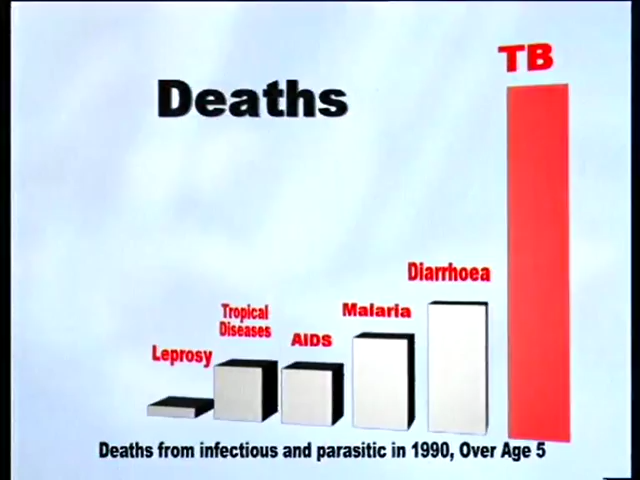 TB
Deaths
Diarrhoea
Malaria
Tropical
Diseases
AIDS
Leprosy
Deaths from infectious and parasitic in 1990, Over Age 5